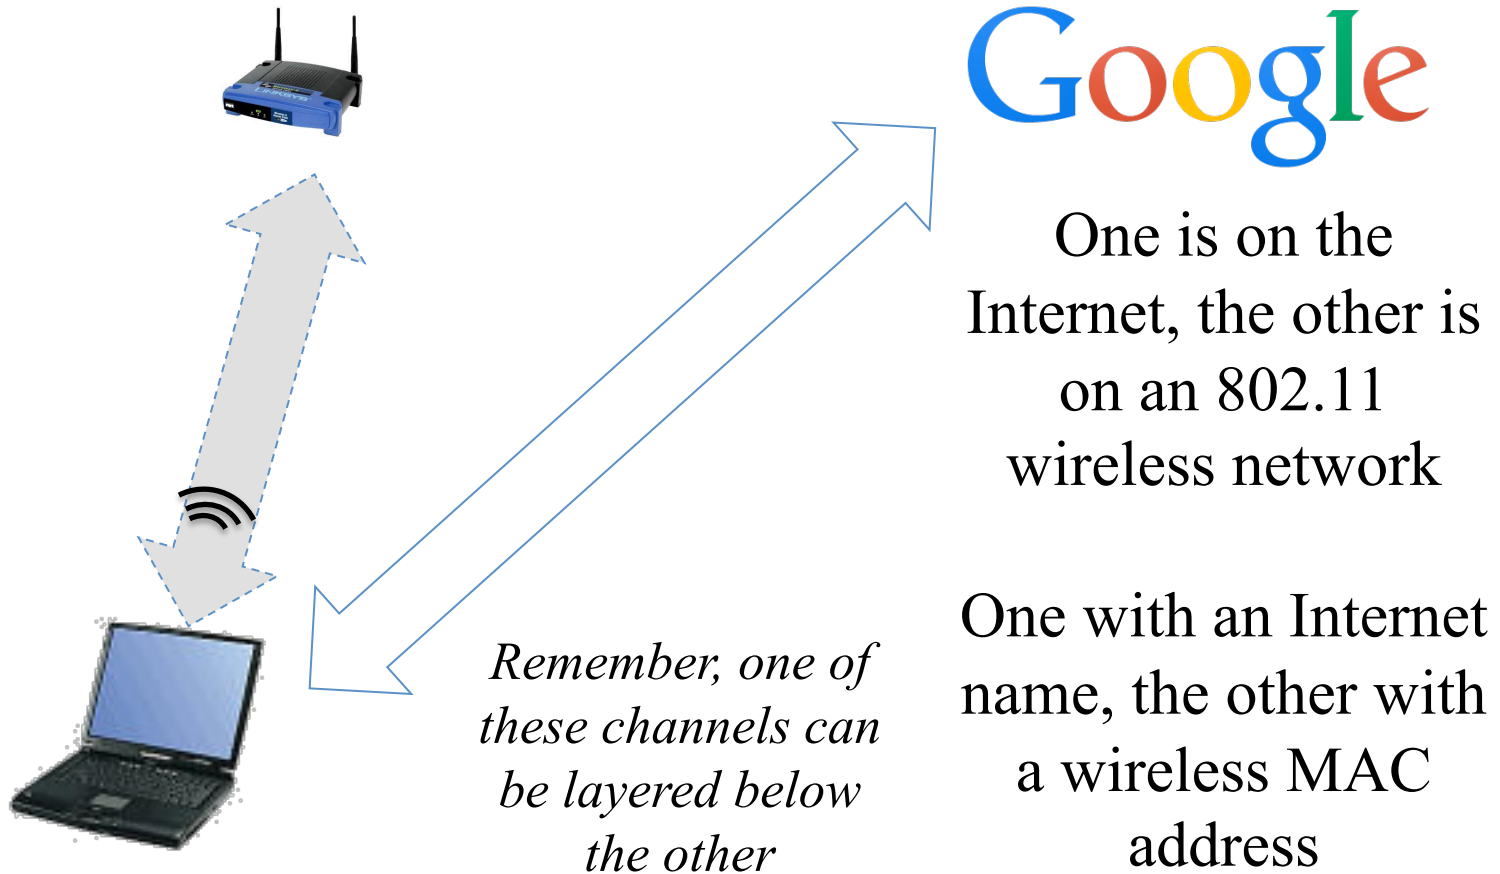 LINKSYS
Google
One is on the
Internet, the other is
on an 802.11
wireless network
One with an Internet
name, the other with
a wireless MAC
address
Remember, one of
these channels can
be layered below
the other